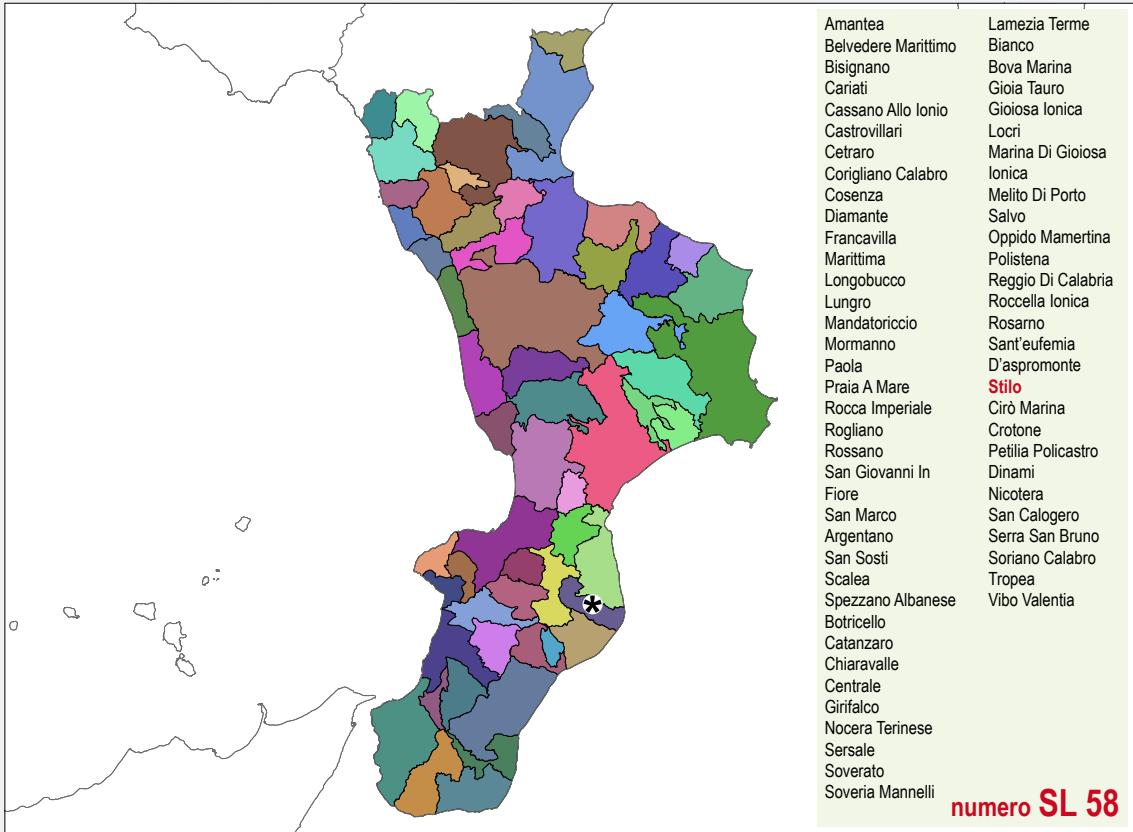 Amantea
Belvedere Marittimo
Bisignano
Cariati
Cassano Allo Ionio
Castrovillari
Cetraro
Corigliano Calabro
Cosenza
Diamante
Francavilla
Marittima
Longobucco
Lungro
Mandatoriccio
Mormanno
Paola
Praia A Mare
Rocca Imperiale
Rogliano
Rossano
San Giovanni In
Fiore
San Marco
Argentano
San Sosti
Scalea
Spezzano Albanese
Botricello
Catanzaro
Chiaravalle
Centrale
Girifalco
Nocera Terinese
Sersale
Soverato
Soveria Mannelli
Lamezia Terme
Bianco
Bova Marina
Gioia Tauro
Gioiosa Ionica
Locri
Marina Di Gioiosa
Ionica
Melito Di Porto
Salvo
Oppido Mamertina
Polistena
Reggio Di Calabria
Roccella Ionica
Rosarno
Sant'eufemia
D'aspromonte
Stilo
Cirò Marina
Crotone
Petilia Policastro
Dinami
Nicotera
San Calogero
Serra San Bruno
Soriano Calabro
Tropea
Vibo Valentia
numero SL 58